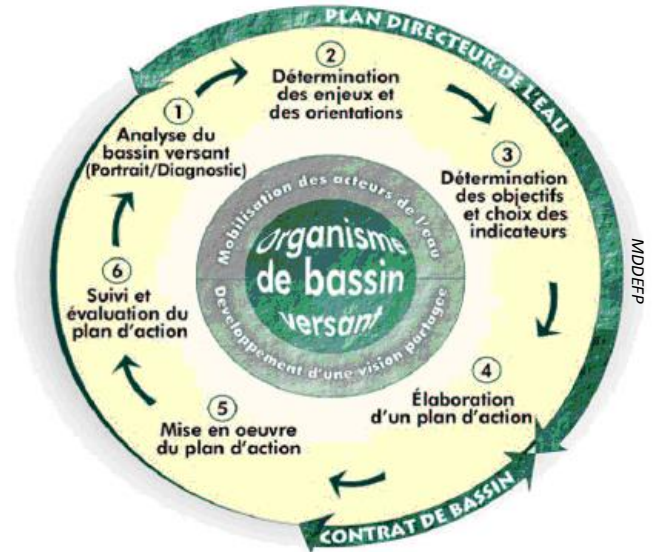 PLAN DIRECTEUR DE L'EAU
1
Analyse du
bassin versant
(Portrait/Diagnostic)
2
Détermination
des enjeux et
des orientations
3
Détermination
des objectifs
et choix des
indicateurs
4
Élaboration
d'un plan d'action
5
Mise en oeuvre
du plan d'action
6
Suivi et
évaluation du
plan d'action
Mobilisation des acteurs de l'eau
Organisme
de bassin
versant
Développement d'une vision partagée
CONTRAT DE BASSIN
MDDEFP